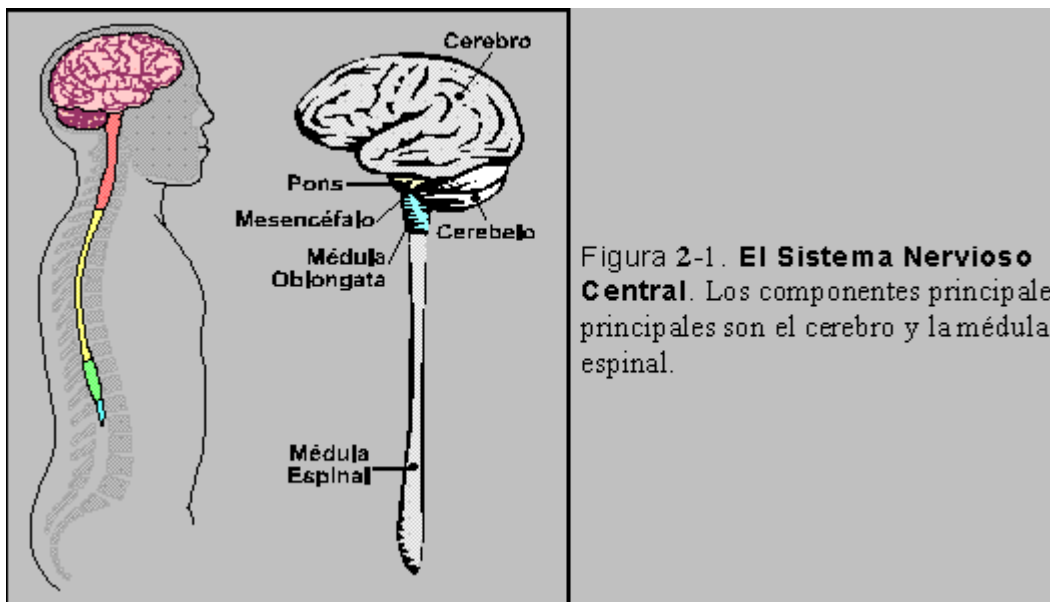 Cerebro
Pons
Mesencéfalo
Médula
Oblongata
Cerebelo
Médula
Espinal
Figura 2-1. El Sistema Nervioso
Central. Los componentes principale
principales son el cerebro y la médula
espinal.